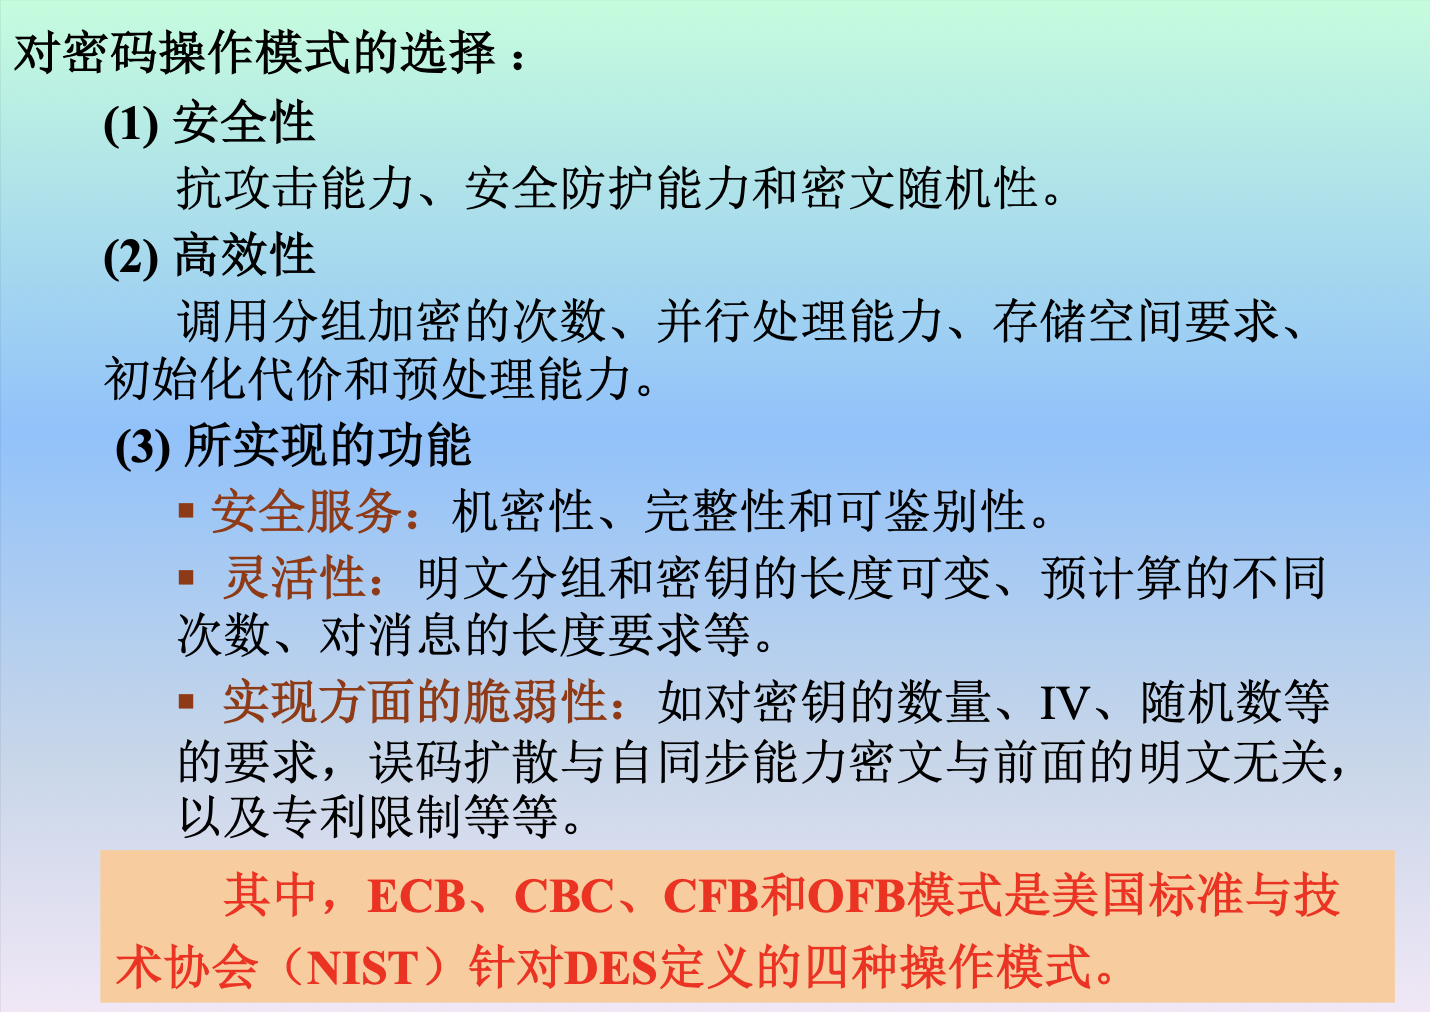 对密码操作模式的选择：
(1) 安全性
抗攻击能力、安全防护能力和密文随机性。
(2) 高效性
调用分组加密的次数、并行处理能力、存储空间要求、
初始化代价和预处理能力。
(3) 所实现的功能
▪ 安全服务：机密性、完整性和可鉴别性。
▪ 灵活性：明文分组和密钥的长度可变、预计算的不同
次数、对消息的长度要求等。
▪ 实现方面的脆弱性：如对密钥的数量、IV、随机数等
的要求，误码扩散与自同步能力密文与前面的明文无关，
以及专利限制等等。
其中，ECB、CBC、CFB和OFB模式是美国标准与技
术协会（NIST）针对DES定义的四种操作模式。